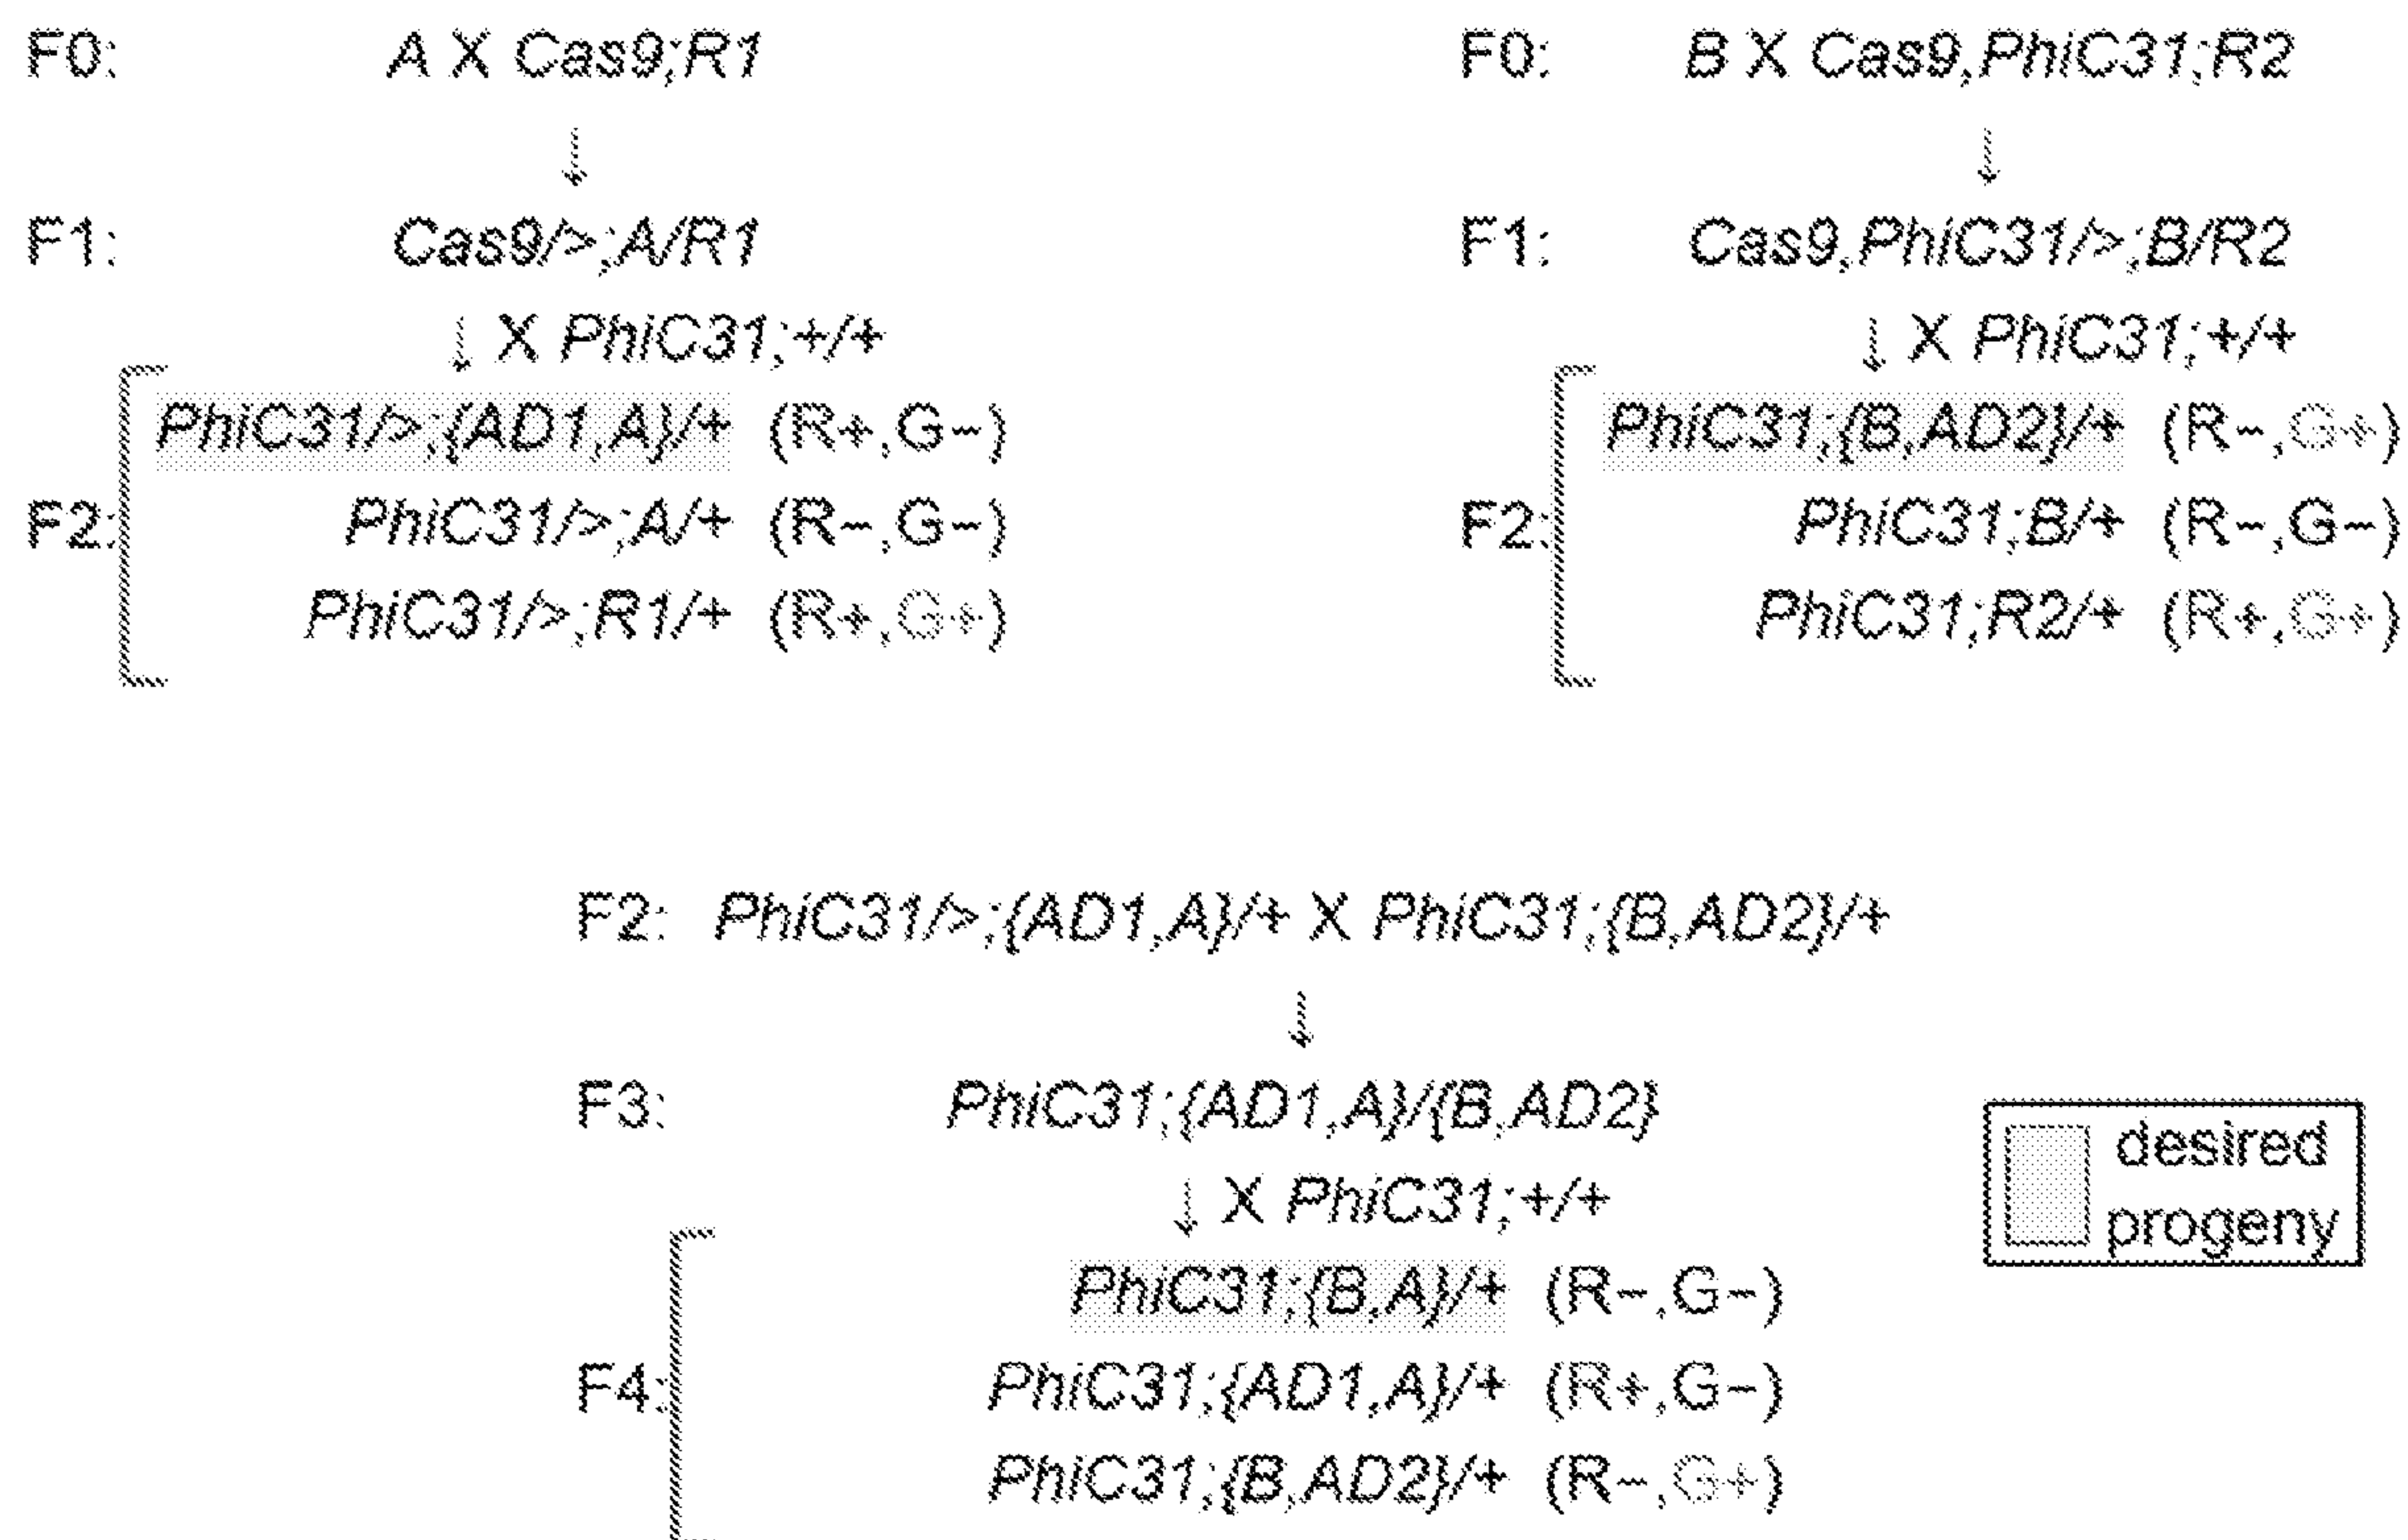 F0: A X Cas9;R1
F1: Cas9/>;A/R1
X PhiC31;+/+
F2: PhiC31/>;{AD1,A}/+ (R+,G−)
PhiC31/>;A/+ (R−,G−)
PhiC31/>;R1/+ (R+,G+)
F0: B X Cas9,PhiC31;R2
F1: Cas9,PhiC31/>;B/R2
X PhiC31;+/+
F2: PhiC31;{B,AD2}/+ (R−,G+)
PhiC31;B/+ (R−,G−)
PhiC31;R2/+ (R+,G+)
F2: PhiC31/>;{AD1,A}/+ X PhiC31;{B,AD2}/+
F3: PhiC31;{AD1,A}/{B,AD2}
X PhiC31;+/+
F4: PhiC31;{B,A}/+ (R−,G−)
PhiC31;{AD1,A}/+ (R+,G−)
PhiC31;{B,AD2}/+ (R−,G+)
desired
progeny